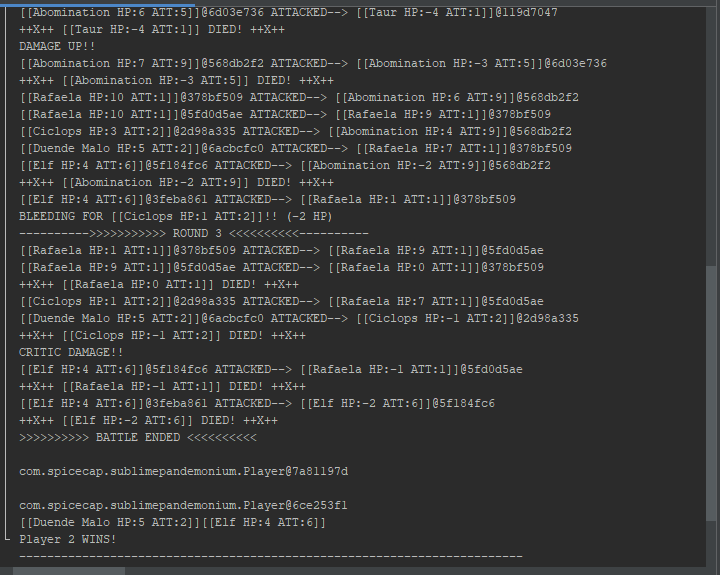 [[Abomination HP:6 ATT:5]]@6d03e736 ATTACKED--> [[Taur HP:-4 ATT:1]]@119d7047
++X++ [[Taur HP:-4 ATT:1]] DIED! ++X++
DAMAGE UP!!
[[Abomination HP:7 ATT:9]]@568db2f2 ATTACKED--> [[Abomination HP:-3 ATT:5]]@6d03e736
++X++ [[Abomination HP:-3 ATT:5]] DIED! ++X++
[[Rafaela HP:10 ATT:1]]@378bf509 ATTACKED--> [[Abomination HP:6 ATT:9]]@568db2f2
[[Rafaela HP:10 ATT:1]]@5fd0d5ae ATTACKED--> [[Rafaela HP:9 ATT:1]]@378bf509
[[Ciclops HP:3 ATT:2]]@2d98a335 ATTACKED--> [[Abomination HP:4 ATT:9]]@568db2f2
[[Duende Malo HP:5 ATT:2]]@6acbcfc0 ATTACKED--> [[Rafaela HP:7 ATT:1]]@378bf509
[[Elf HP:4 ATT:6]]@5f184fc6 ATTACKED--> [[Abomination HP:-2 ATT:9]]@568db2f2
++X++ [[Abomination HP:-2 ATT:9]] DIED! ++X++
[[Elf HP:4 ATT:6]]@3feba861 ATTACKED--> [[Rafaela HP:1 ATT:1]]@378bf509
BLEEDING FOR [[Ciclops HP:1 ATT:2]]!! (-2 HP)
---------->>>>>>>>>>> ROUND 3 <<<<<<<<<<----------
[[Rafaela HP:1 ATT:1]]@378bf509 ATTACKED--> [[Rafaela HP:9 ATT:1]]@5fd0d5ae
[[Rafaela HP:9 ATT:1]]@5fd0d5ae ATTACKED--> [[Rafaela HP:0 ATT:1]]@378bf509
++X++ [[Rafaela HP:0 ATT:1]] DIED! ++X++
[[Ciclops HP:1 ATT:2]]@2d98a335 ATTACKED--> [[Rafaela HP:7 ATT:1]]@5fd0d5ae
[[Duende Malo HP:5 ATT:2]]@6acbcfc0 ATTACKED--> [[Ciclops HP:-1 ATT:2]]@2d98a335
++X++ [[Ciclops HP:-1 ATT:2]] DIED! ++X++
CRITIC DAMAGE!!
[[Elf HP:4 ATT:6]]@5f184fc6 ATTACKED--> [[Rafaela HP:-1 ATT:1]]@5fd0d5ae
++X++ [[Rafaela HP:-1 ATT:1]] DIED! ++X++
[[Elf HP:4 ATT:6]]@3feba861 ATTACKED--> [[Elf HP:-2 ATT:6]]@5f184fc6
++X++ [[Elf HP:-2 ATT:6]] DIED! ++X++
>>>>>>>>>> BATTLE ENDED <<<<<<<<<<
com.spicecap.sublimepandemonium.Player@7a81197d
com.spicecap.sublimepandemonium.Player@6ce253f1
[[Duende Malo HP:5 ATT:2]][[Elf HP:4 ATT:6]]
Player 2 WINS!
------------------------------------------------------------------------